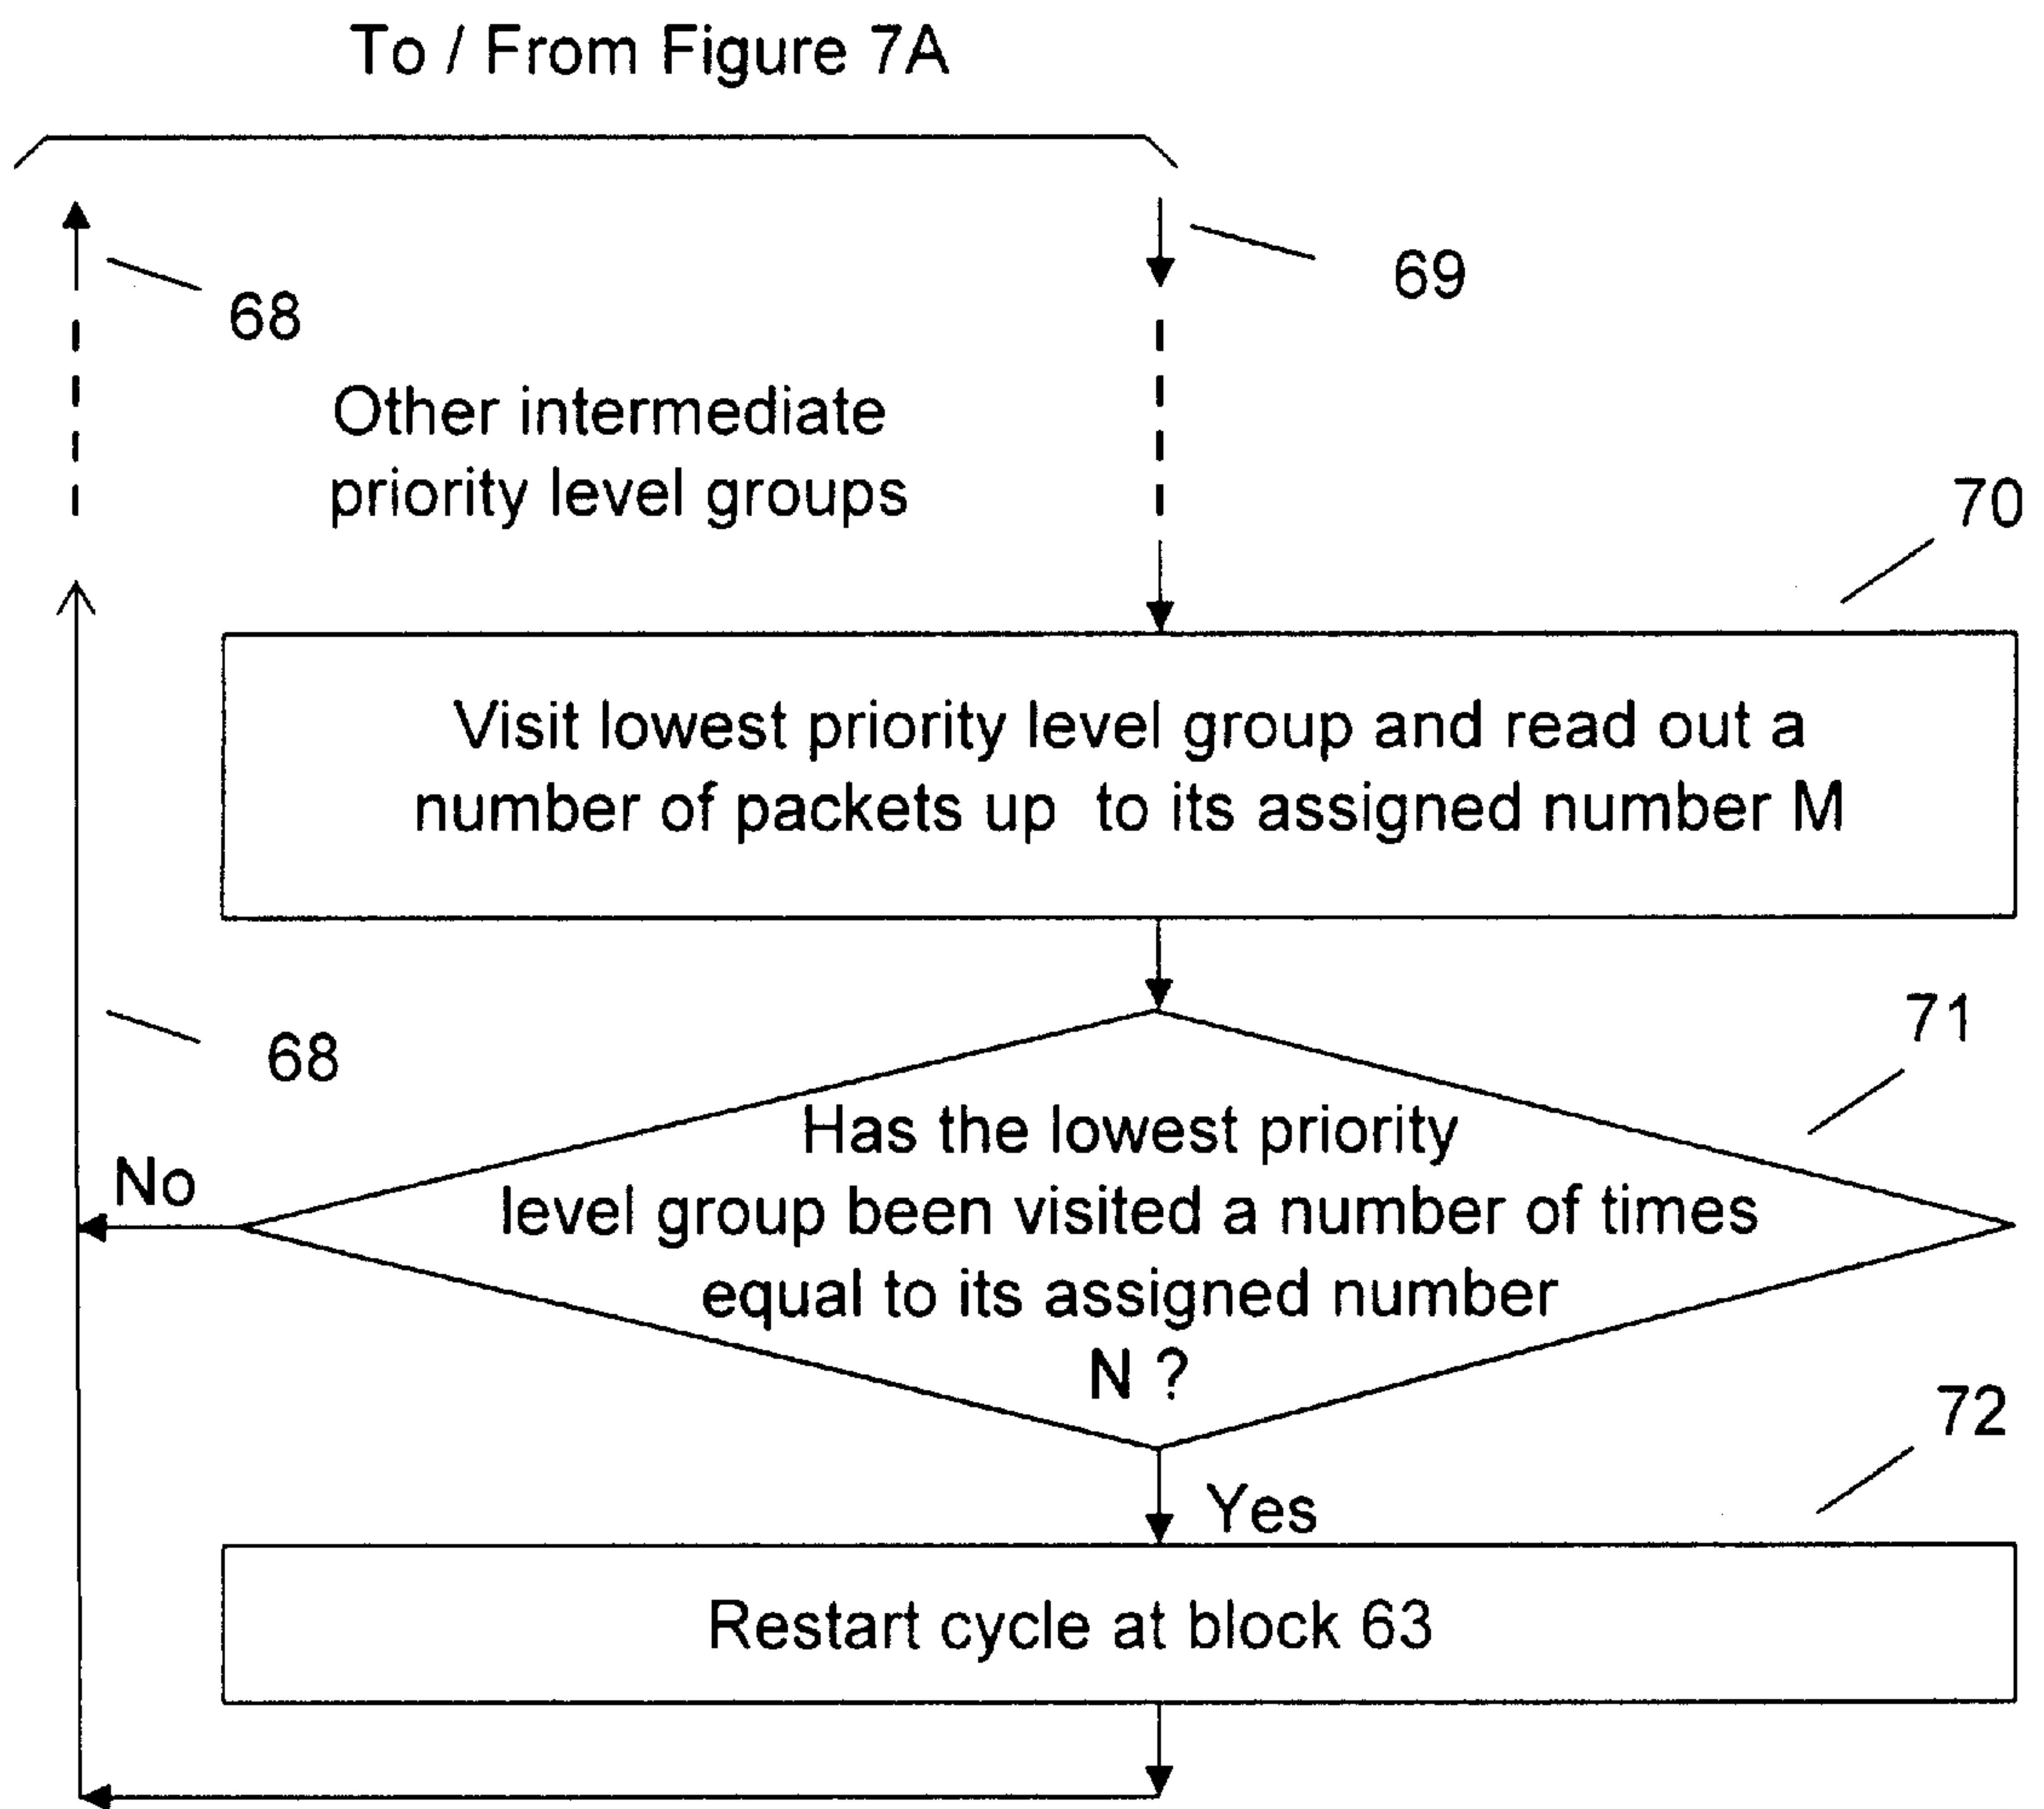 To / From Figure 7A
69
68
Other intermediate
priority level groups
70
Visit lowest priority level group and read out a
number of packets up to its assigned number M
71
68
Has the lowest priority
No
level group been visited a number of times
equal to its assigned number
N ?
72
Yes
Restart cycle at block 63